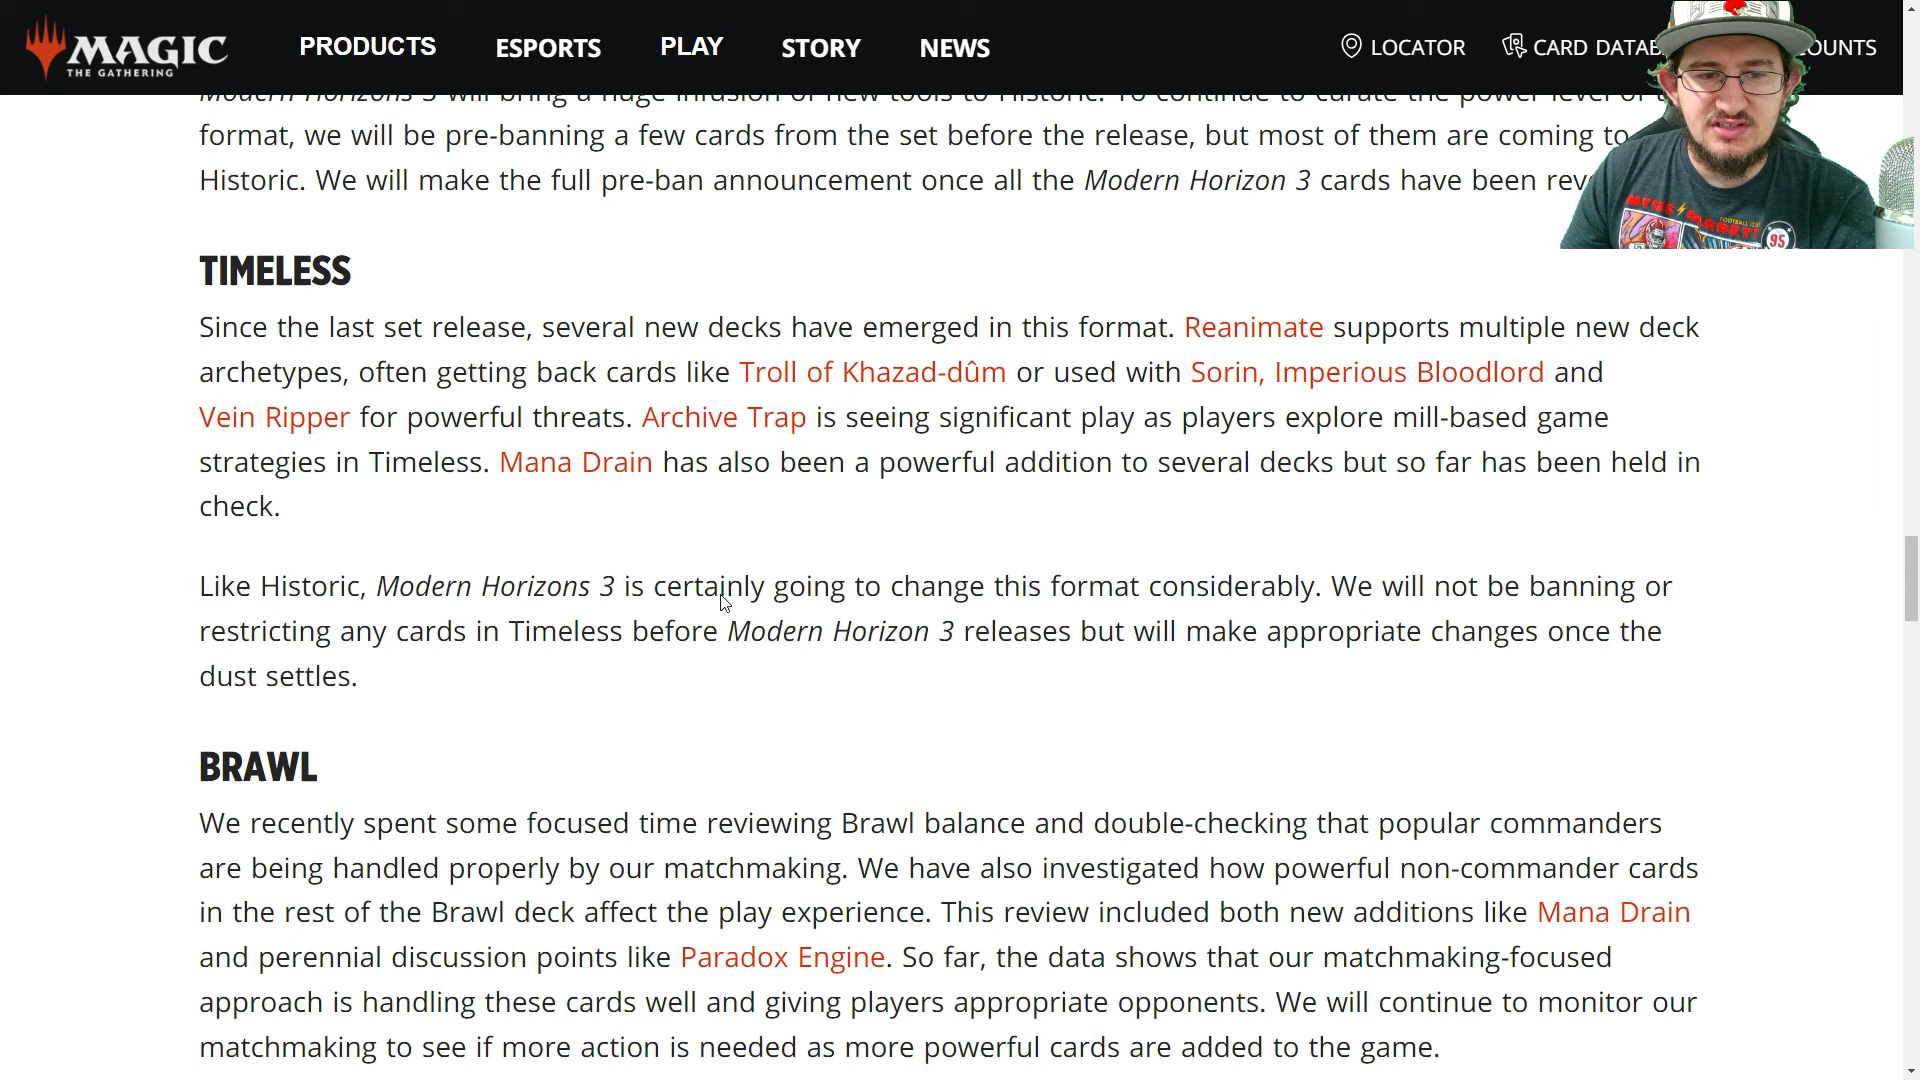 MAGIC
THE GATHERING
PRODUCTS
ESPORTS
PLAY
STORY
NEWS
LOCATOR
CARD DATAB
OUNTS
Modern Horizons 3 will bring a huge infusion of new tools to Historic. To continue to curate the power level of
format, we will be pre-banning a few cards from the set before the release, but most of them are coming to
Historic. We will make the full pre-ban announcement once all the Modern Horizon 3 cards have been rev
TIMELESS
Since the last set release, several new decks have emerged in this format. Reanimate supports multiple new deck
archetypes, often getting back cards like Troll of Khazad-dûm or used with Sorin, Imperious Bloodlord and
Vein Ripper for powerful threats. Archive Trap is seeing significant play as players explore mill-based game
strategies in Timeless. Mana Drain has also been a powerful addition to several decks but so far has been held in
check.
Like Historic, Modern Horizons 3 is certainly going to change this format considerably. We will not be banning or
restricting any cards in Timeless before Modern Horizon 3 releases but will make appropriate changes once the
dust settles.
BRAWL
We recently spent some focused time reviewing Brawl balance and double-checking that popular commanders
are being handled properly by our matchmaking. We have also investigated how powerful non-commander cards
in the rest of the Brawl deck affect the play experience. This review included both new additions like Mana Drain
and perennial discussion points like Paradox Engine. So far, the data shows that our matchmaking-focused
approach is handling these cards well and giving players appropriate opponents. We will continue to monitor our
matchmaking to see if more action is needed as more powerful cards are added to the game.
95